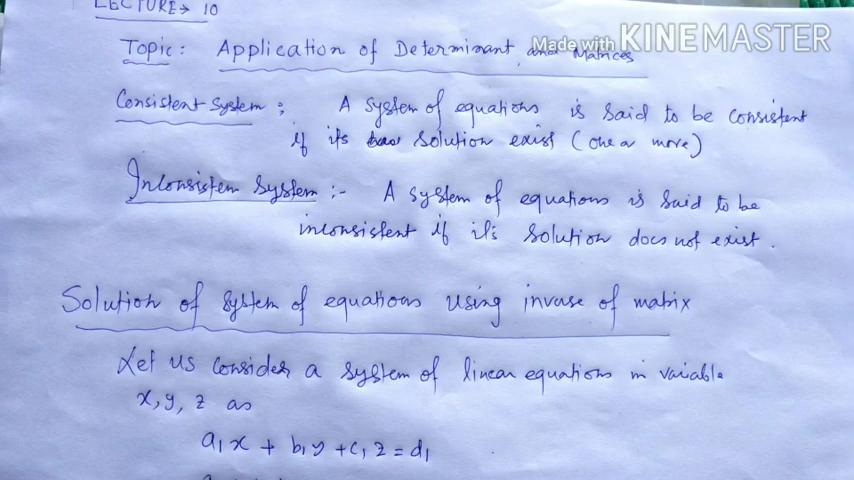 LECTURE → 10
Topic: Application of Determinant and Matrices
Made with KINEMASTER
Consistent System: A system of equations is said to be consistent
if its solution exist (one or more)
Inconsistem System :- A system of equations is said to be
inconsistent if it's solution does not exist.
Solution of system of equations using inverse of matrix
Let us consider a system of linear equations in variable
x, y, z as
a₁x + b₁y + c₁z = d₁